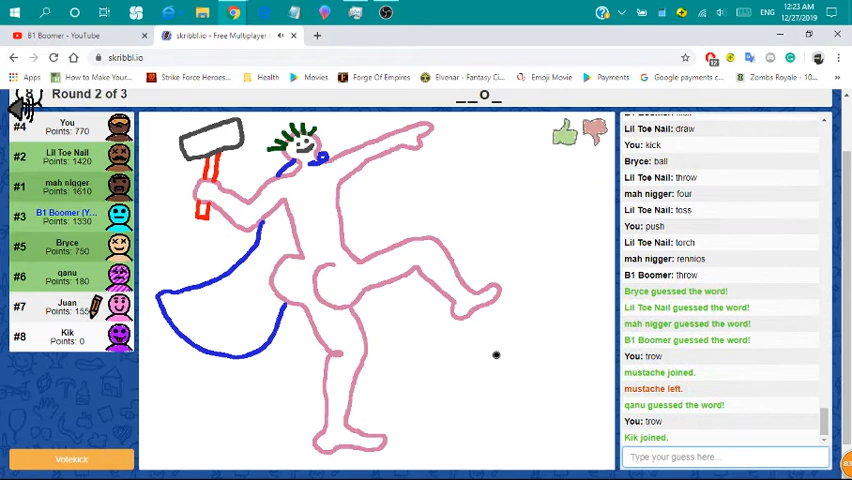 12:23 AM
ENG
12/27/2019
B1 Boomer - YouTube
skribbl.io - Free Multiplayer
skribbl.io
Apps
How to Make Your...
Strike Force Heroes...
Health
Movies
Forge Of Empires
Elvenar - Fantasy Ci...
Emoji Movie
Payments
Google payments c...
Zombs Royale - 10...
Round 2 of 3
__o_
#4 You
Points: 770
#2 Lil Toe Nail
Points: 1420
#1 mah nigger
Points: 1610
#3 B1 Boomer (Y...
Points: 1330
#5 Bryce
Points: 750
#6 qanu
Points: 180
#7 Juan
Points: 155
#8 Kik
Points: 0
Votekick
Lil Toe Nail: draw
You: kick
Bryce: ball
Lil Toe Nail: throw
mah nigger: four
Lil Toe Nail: toss
You: push
Lil Toe Nail: torch
mah nigger: rennios
B1 Boomer: throw
Bryce guessed the word!
Lil Toe Nail guessed the word!
mah nigger guessed the word!
B1 Boomer guessed the word!
You: trow
mustache joined.
mustache left.
qanu guessed the word!
You: trow
Kik joined.
Type your guess here...